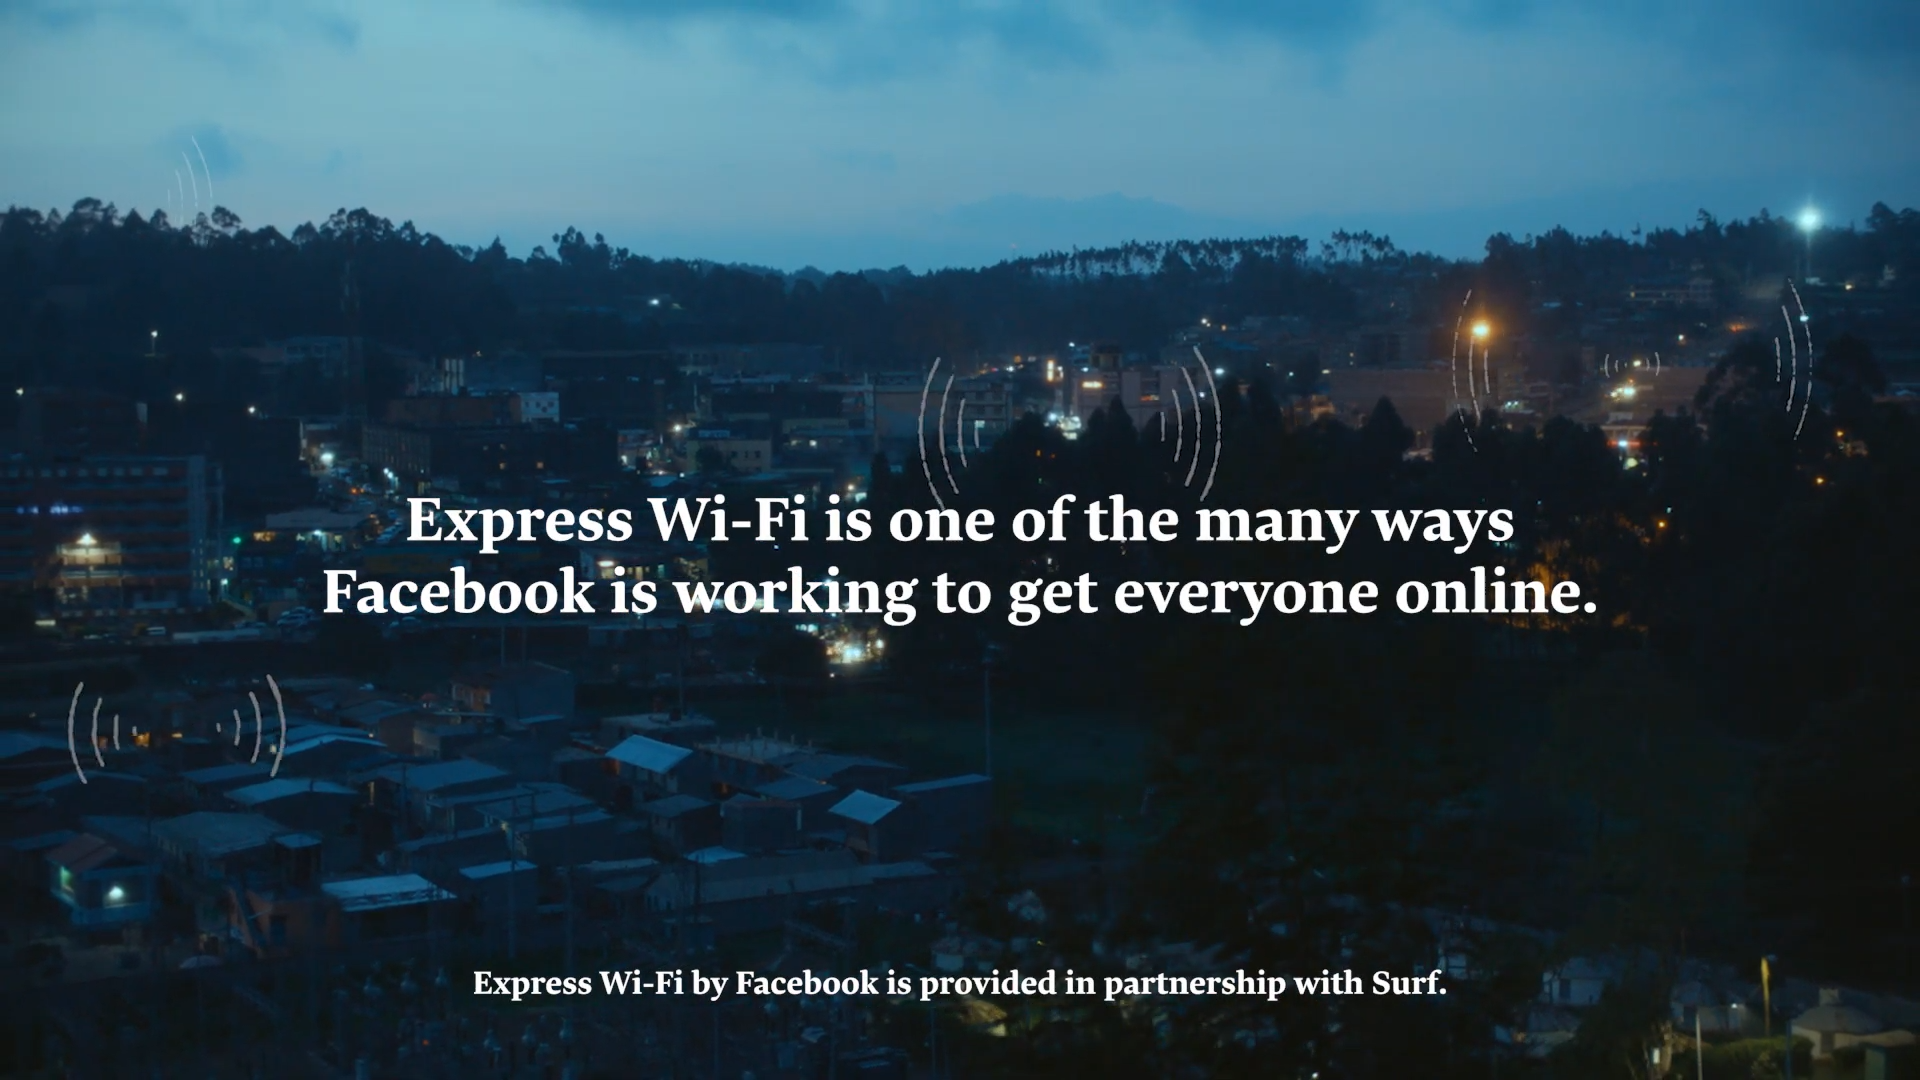 Express Wi-Fi is one of the many ways
Facebook is working to get everyone online.
Express Wi-Fi by Facebook is provided in partnership with Surf.